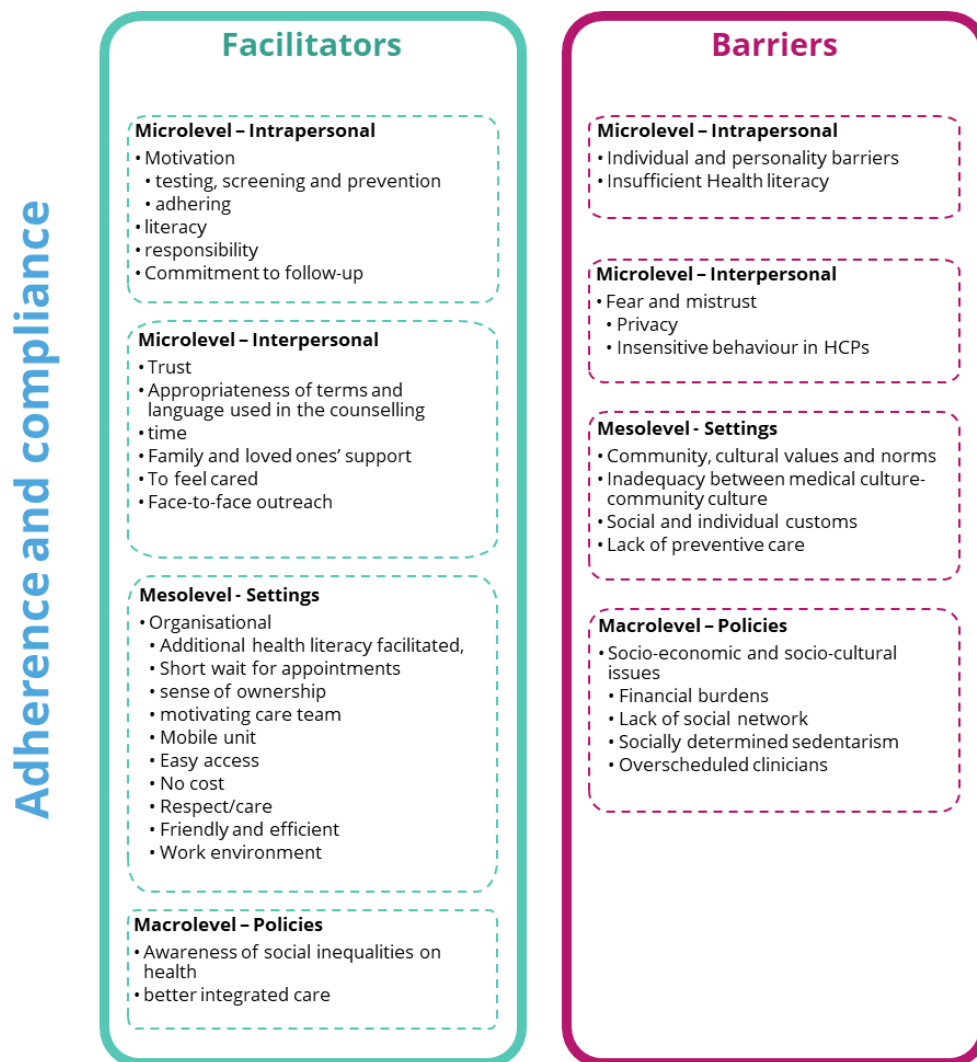 Adherence and compliance
Facilitators
Microlevel – Intrapersonal
• Motivation
• testing, screening and prevention
• adhering
• literacy
• responsibility
• Commitment to follow-up
Microlevel – Interpersonal
• Trust
• Appropriateness of terms and
language used in the counselling
• time
• Family and loved ones’ support
• To feel cared
• Face-to-face outreach
Mesolevel - Settings
• Organisational
• Additional health literacy facilitated,
• Short wait for appointments
• sense of ownership
• motivating care team
• Mobile unit
• Easy access
• No cost
• Respect/care
• Friendly and efficient
• Work environment
Macrolevel – Policies
• Awareness of social inequalities on
health
• better integrated care
Barriers
Microlevel – Intrapersonal
• Individual and personality barriers
• Insufficient Health literacy
Microlevel – Interpersonal
• Fear and mistrust
• Privacy
• Insensitive behaviour in HCPs
Mesolevel - Settings
• Community, cultural values and norms
• Inadequacy between medical culture-
community culture
• Social and individual customs
• Lack of preventive care
Macrolevel – Policies
• Socio-economic and socio-cultural
issues
• Financial burdens
• Lack of social network
• Socially determined sedentarism
• Overscheduled clinicians